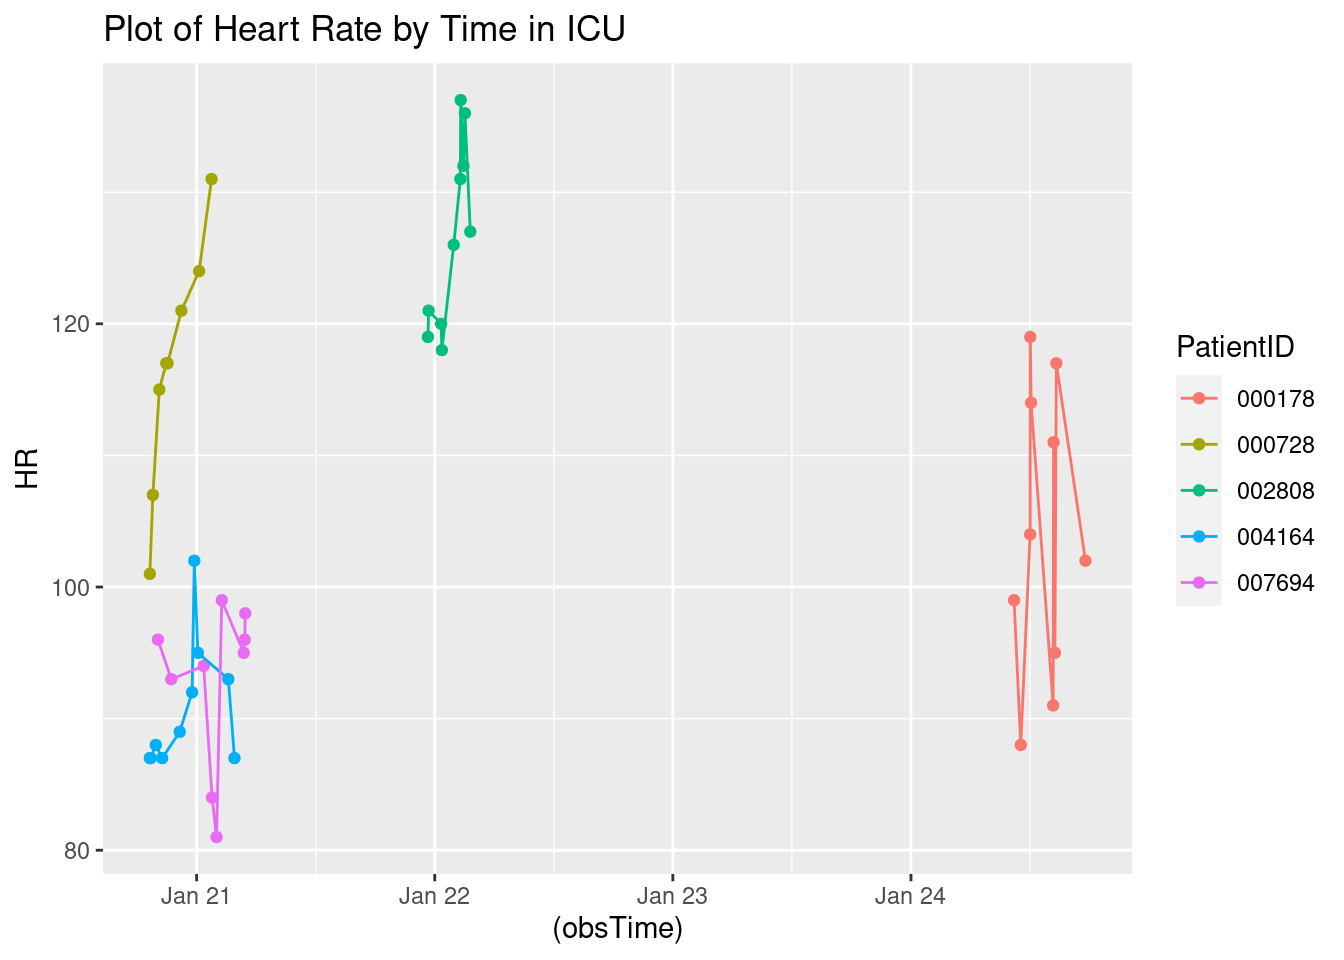 Plot of Heart Rate by Time in ICU
HR
120
100
80
Jan 21 Jan 22 Jan 23 Jan 24
(obsTime)
PatientID
000178
000728
002808
004164
007694